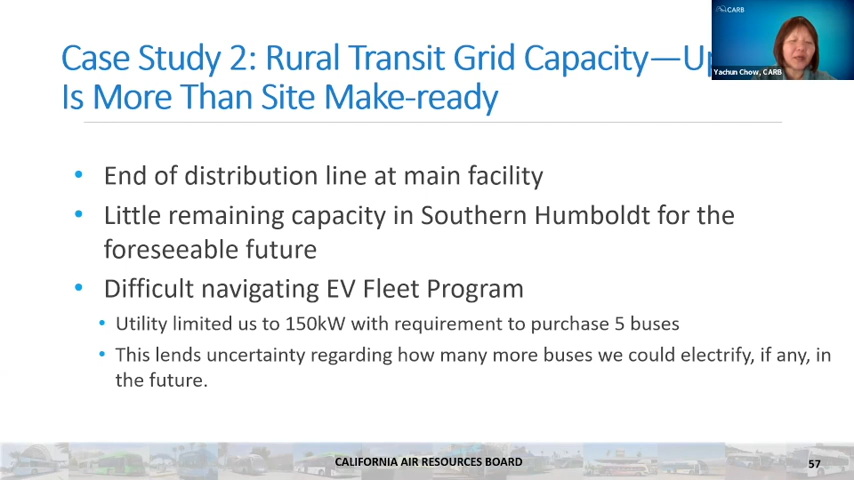 CARB
Case Study 2: Rural Transit Grid Capacity—Up
Is More Than Site Make-ready
Yachun Chow, CARB
• End of distribution line at main facility
• Little remaining capacity in Southern Humboldt for the
foreseeable future
• Difficult navigating EV Fleet Program
• Utility limited us to 150kW with requirement to purchase 5 buses
• This lends uncertainty regarding how many more buses we could electrify, if any, in
the future.
CALIFORNIA AIR RESOURCES BOARD
57